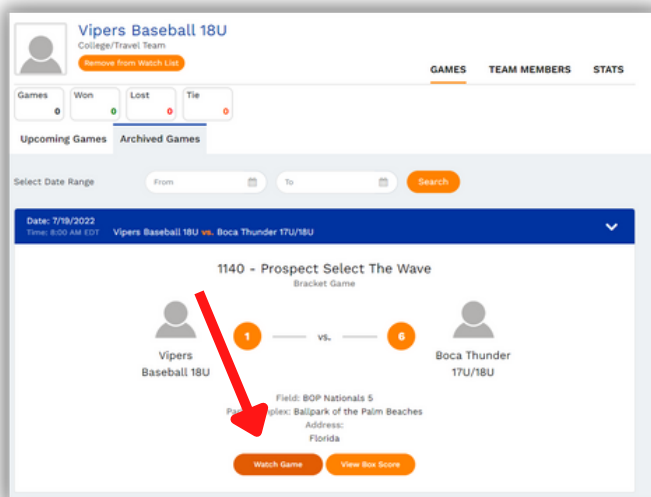 Vipers Baseball 18U
College/Travel Team
Remove from Watch List
GAMES TEAM MEMBERS STATS
Games Won Lost Tie
0 0 0 0
Upcoming Games Archived Games
Select Date Range From To Search
Date: 7/19/2022
Time: 8:00 AM EDT Vipers Baseball 18U vs. Boca Thunder 17U/18U
1140 - Prospect Select The Wave
Bracket Game
1 vs. 6
Vipers Boca Thunder
Baseball 18U 17U/18U
Field: BOP Nationals 5
Ballpark of the Palm Beaches
Address:
Florida
Watch Game View Box Score